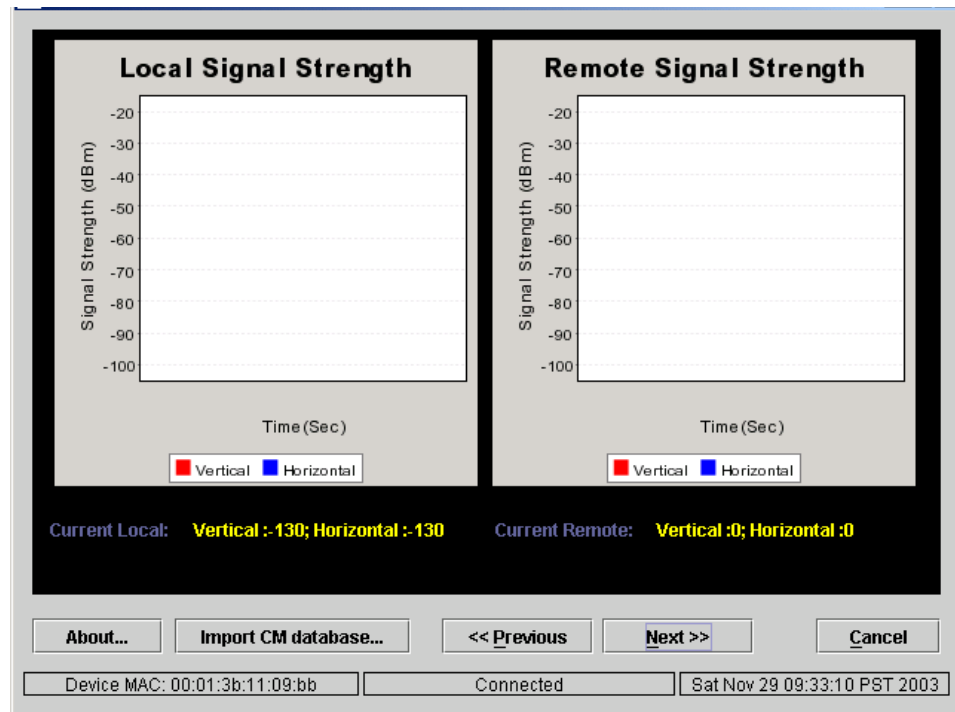 Local Signal Strength
Signal Strength (dBm)
-20
-30
-40
-50
-60
-70
-80
-90
-100
Time(Sec)
Vertical Horizontal
Remote Signal Strength
Signal Strength (dBm)
-20
-30
-40
-50
-60
-70
-80
-90
-100
Time(Sec)
Vertical Horizontal
Current Local: Vertical :-130; Horizontal :-130
Current Remote: Vertical :0; Horizontal :0
About... Import CM database... << Previous Next >> Cancel
Device MAC: 00:01:3b:11:09:bb Connected Sat Nov 29 09:33:10 PST 2003